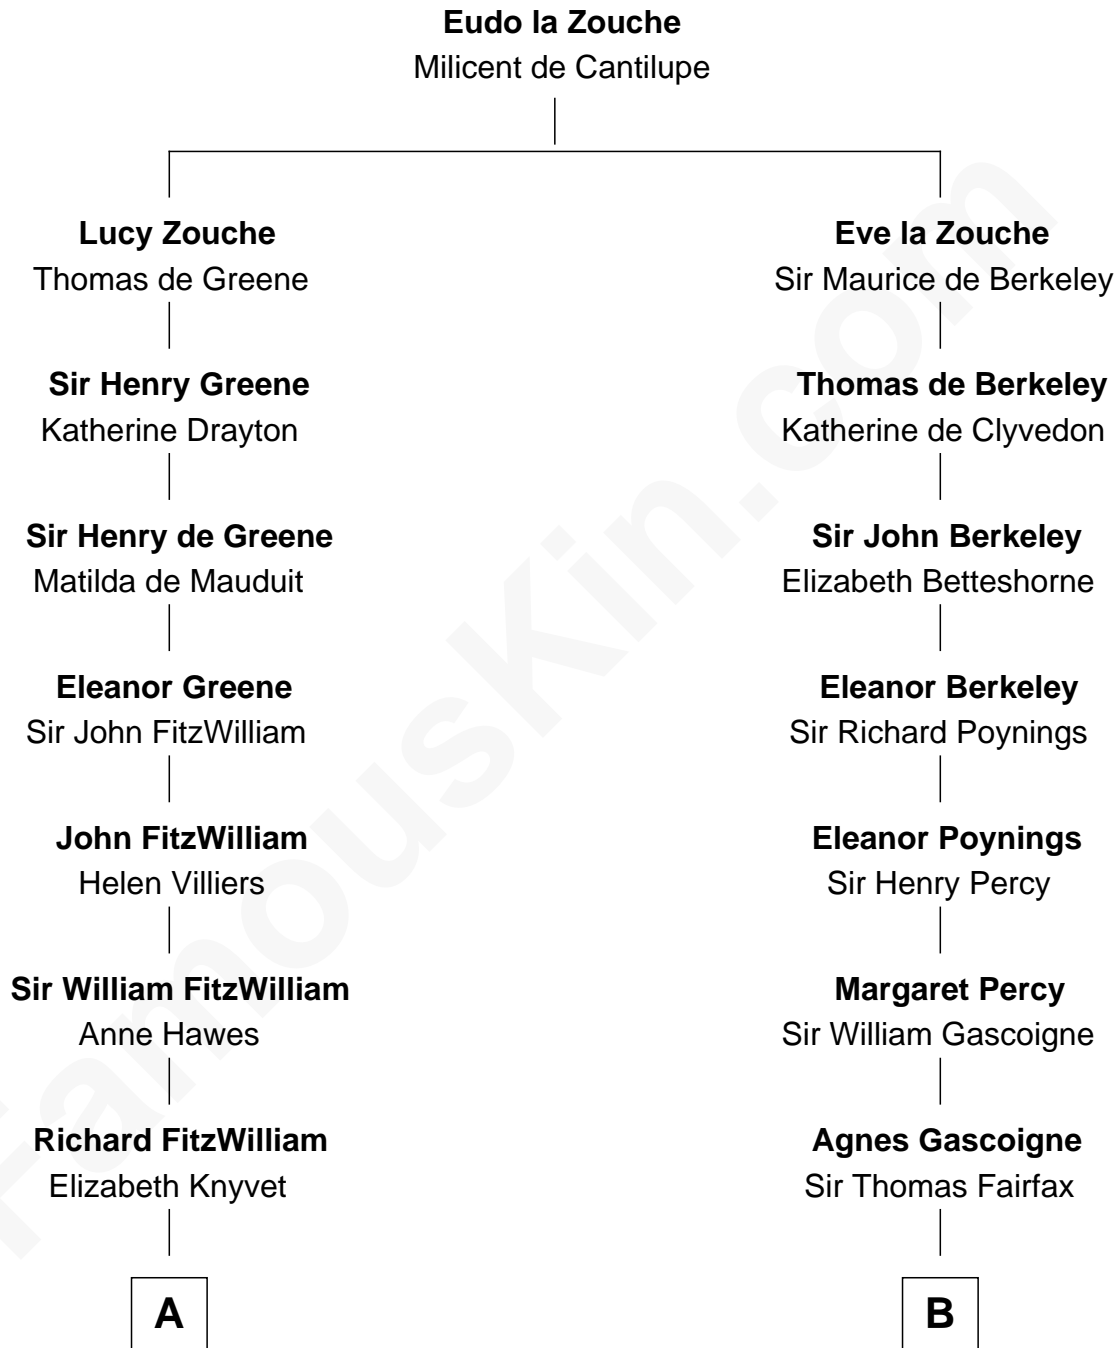 Eudo la Zouche
Milicent de Cantilupe
Lucy Zouche
Thomas de Greene
Eve la Zouche
Sir Maurice de Berkeley
Sir Henry Greene
Katherine Drayton
Thomas de Berkeley
Katherine de Clyvedon
Sir Henry de Greene
Matilda de Mauduit
Sir John Berkeley
Elizabeth Betteshorne
Eleanor Greene
Sir John FitzWilliam
Eleanor Berkeley
Sir Richard Poynings
John FitzWilliam
Helen Villiers
Eleanor Poynings
Sir Henry Percy
Sir William FitzWilliam
Anne Hawes
Margaret Percy
Sir William Gascoigne
Richard FitzWilliam
Elizabeth Knyvet
Agnes Gascoigne
Sir Thomas Fairfax
A
B
FamousKin.com